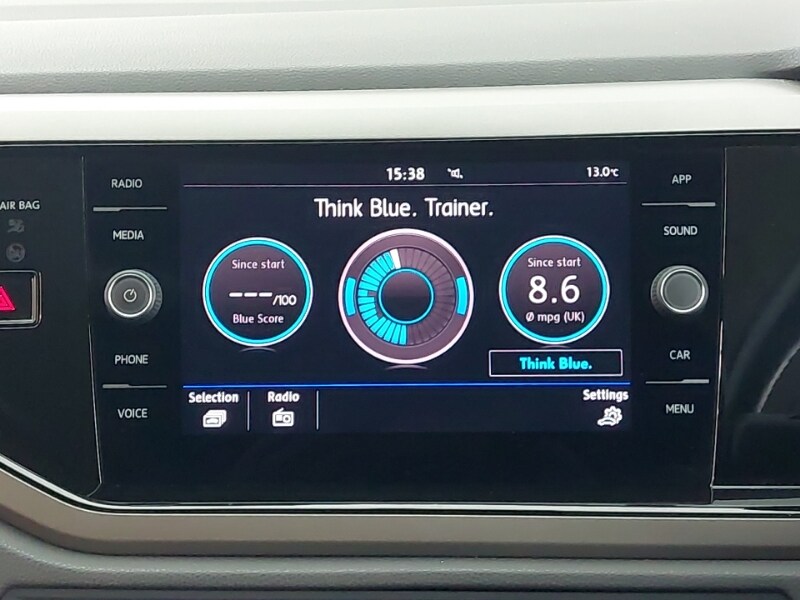 15:38 13.0°C
RADIO
APP
AIR BAG
Think Blue. Trainer.
MEDIA
SOUND
Since start
---/100
Blue Score
Since start
8.6
Ø mpg (UK)
PHONE
Think Blue.
CAR
Selection
Radio
Settings
VOICE
MENU